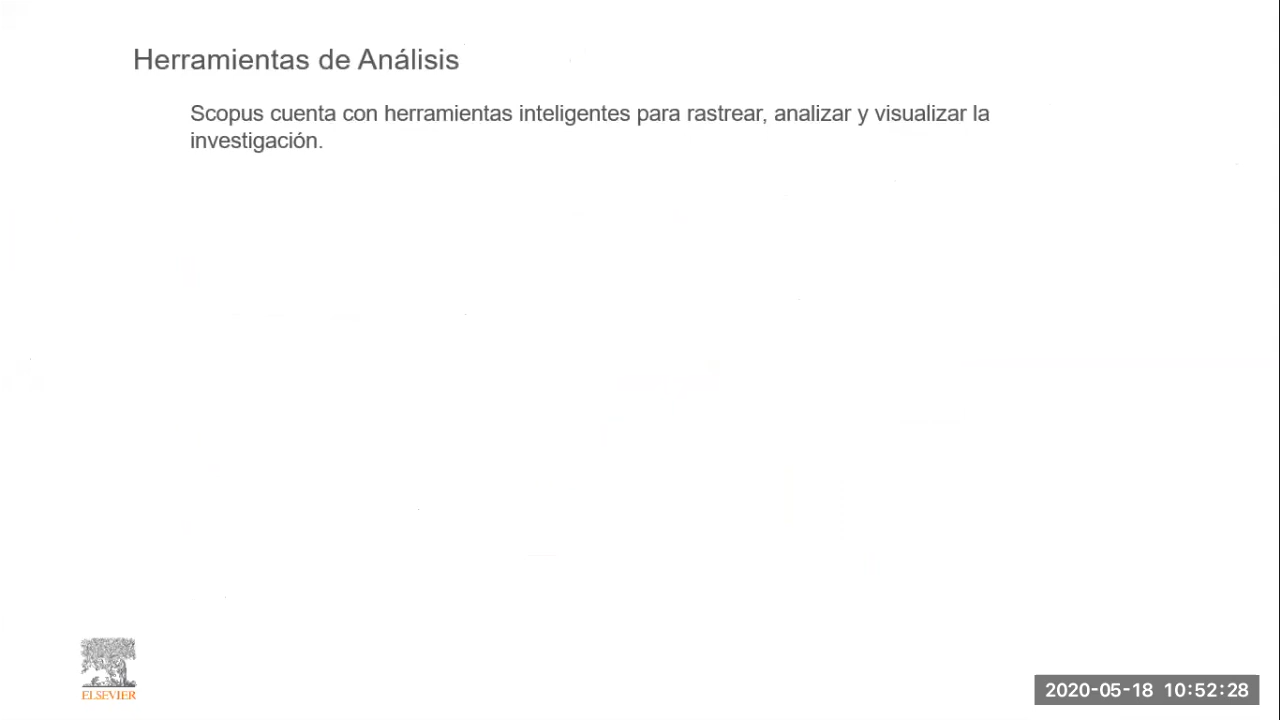 Herramientas de Análisis
Scopus cuenta con herramientas inteligentes para rastrear, analizar y visualizar la
investigación.
ELSEVIER
2020-05-18 10:52:28